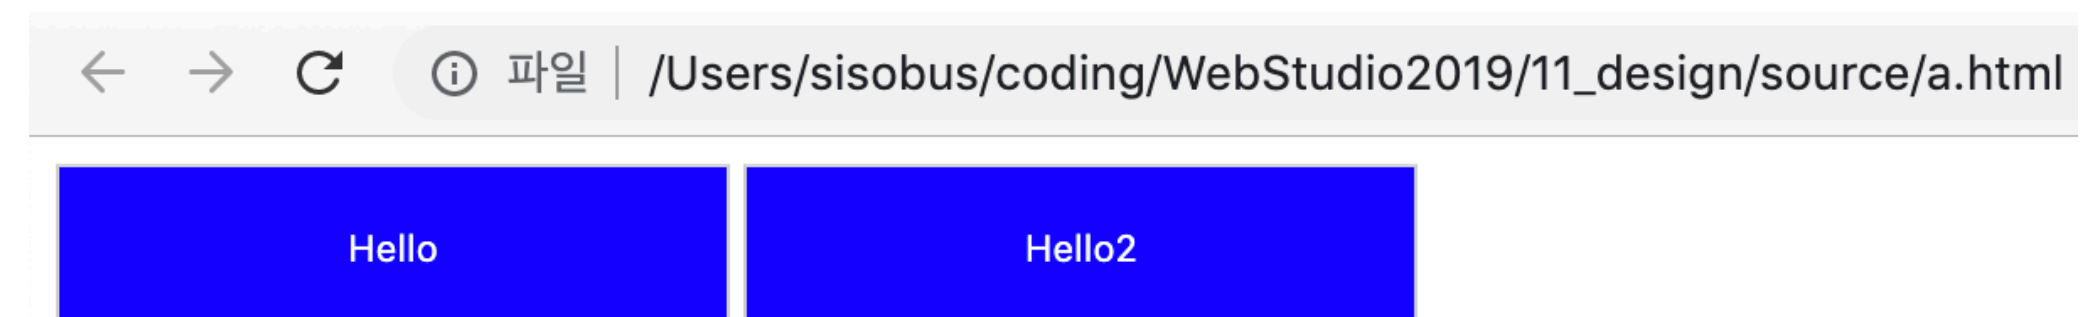 파일 /Users/sisobus/coding/WebStudio2019/11_design/source/a.html
Hello Hello2